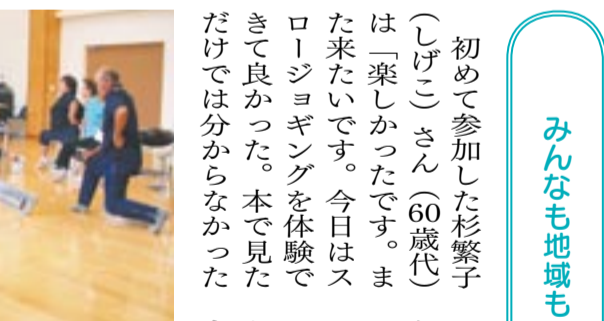 みんなも地域も
初めて参加した杉繁子
(しげこ)さん(60歳代)
は「楽しかったです。ま
た来たいです。今日はス
ロージョギングを体験で
きて良かった。本で見た
だけでは分からなかった